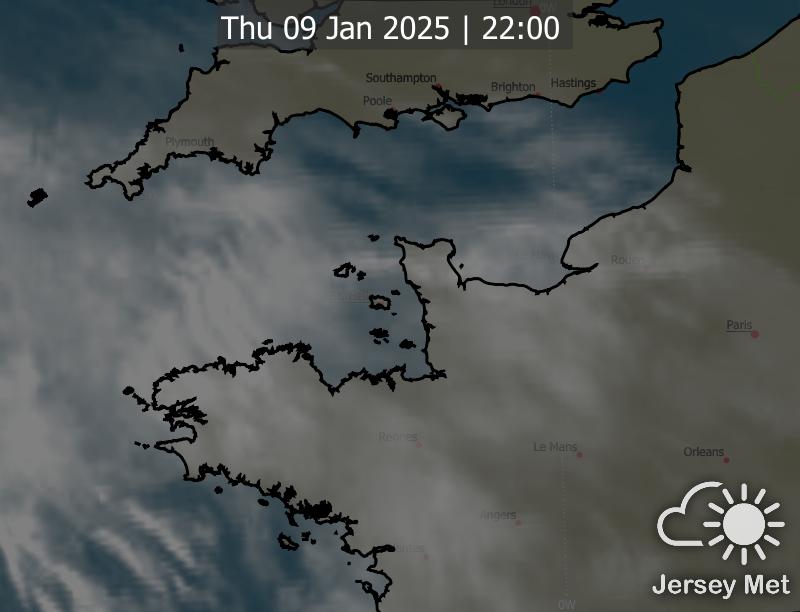 London
0W
Thu 09 Jan 2025 | 22:00
Southampton
Brighton
Hastings
Poole
Plymouth
Rouen
Paris
Rennes
Le Mans
Orleans
Angers
Nantes
Jersey Met
0W